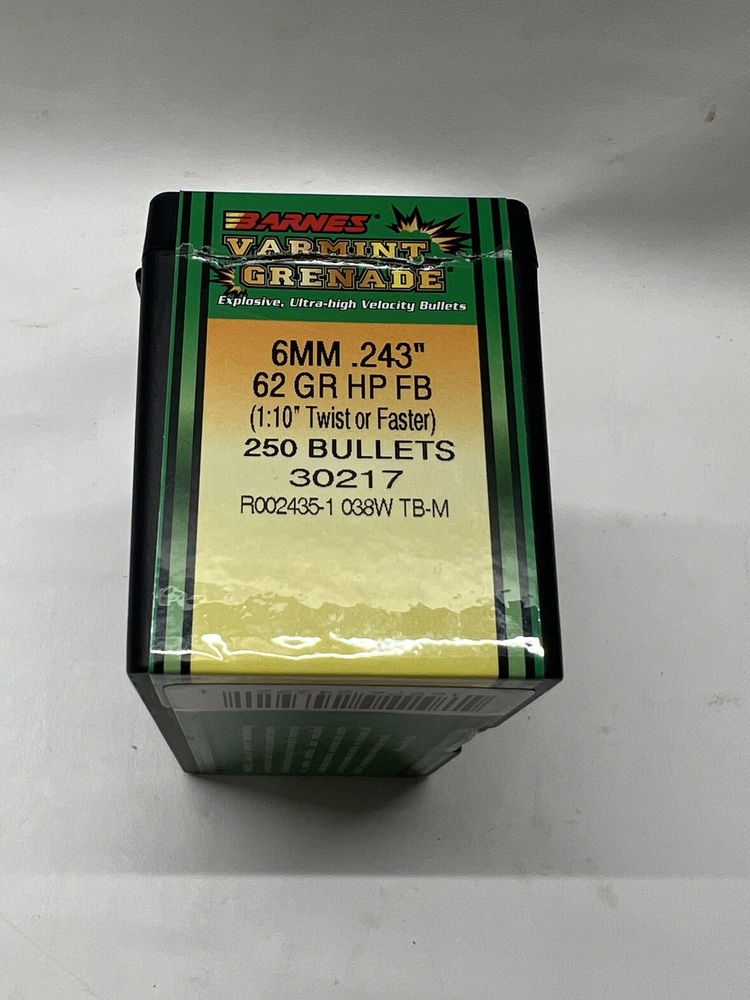 BARNES®
VARMINT
GRENADE®
Explosive, Ultra-high Velocity Bullets
6MM .243"
62 GR HP FB
(1:10" Twist or Faster)
250 BULLETS
30217
R002435-1 038W TB-M